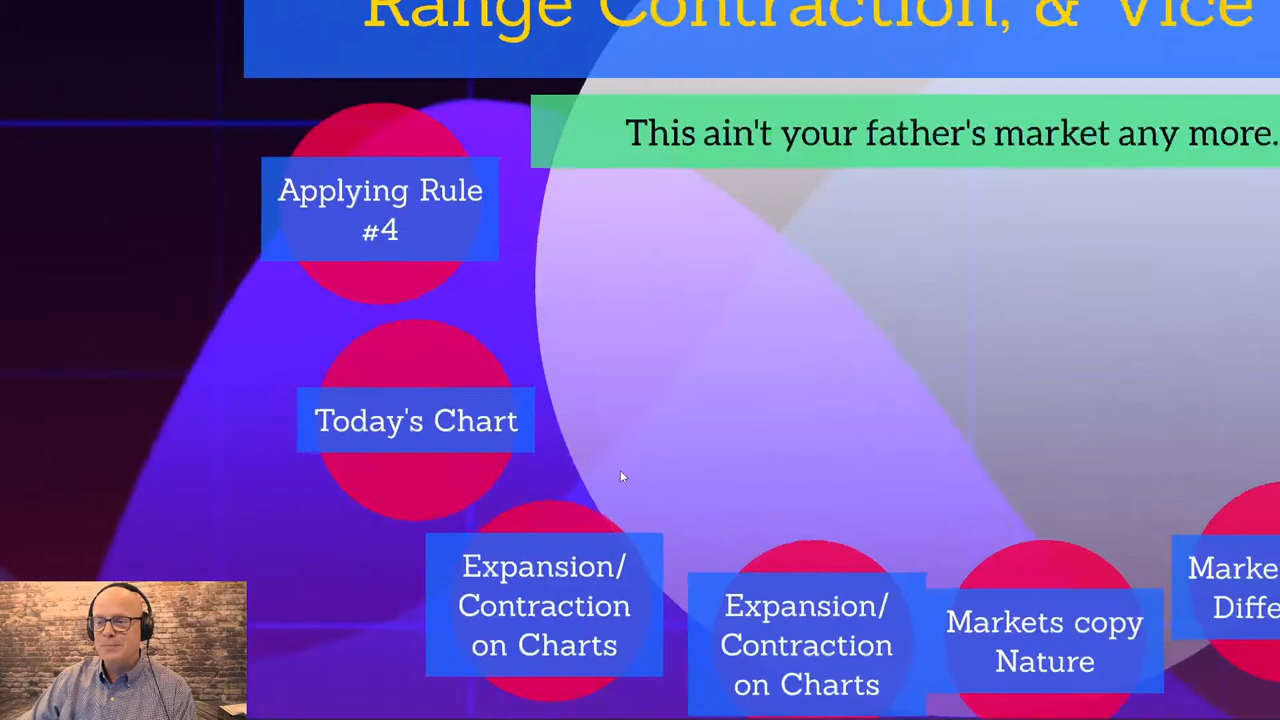 Range Contraction, & Vice
This ain't your father's market any more.
Applying Rule
#4
Today's Chart
Expansion/
Contraction
on Charts
Expansion/
Contraction
on Charts
Markets copy
Nature